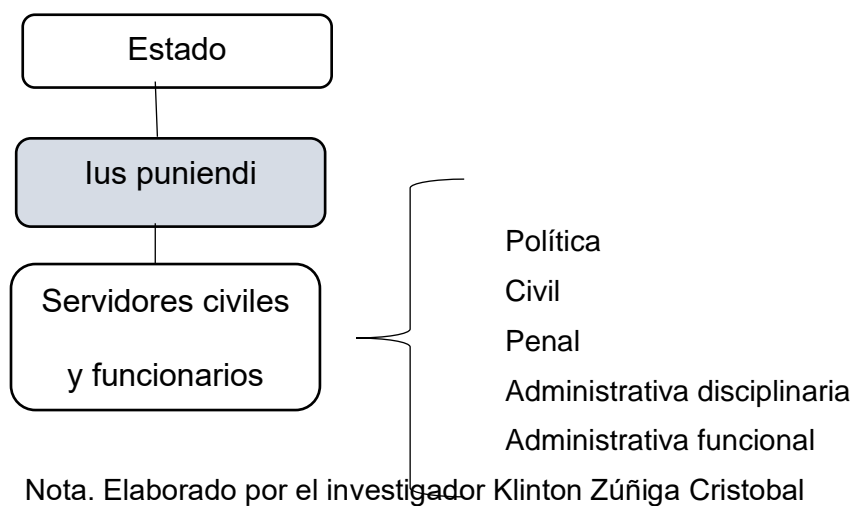 Estado
Ius puniendi
Servidores civiles
y funcionarios
Política
Civil
Penal
Administrativa disciplinaria
Administrativa funcional
Nota. Elaborado por el investigador Klinton Zúñiga Cristobal